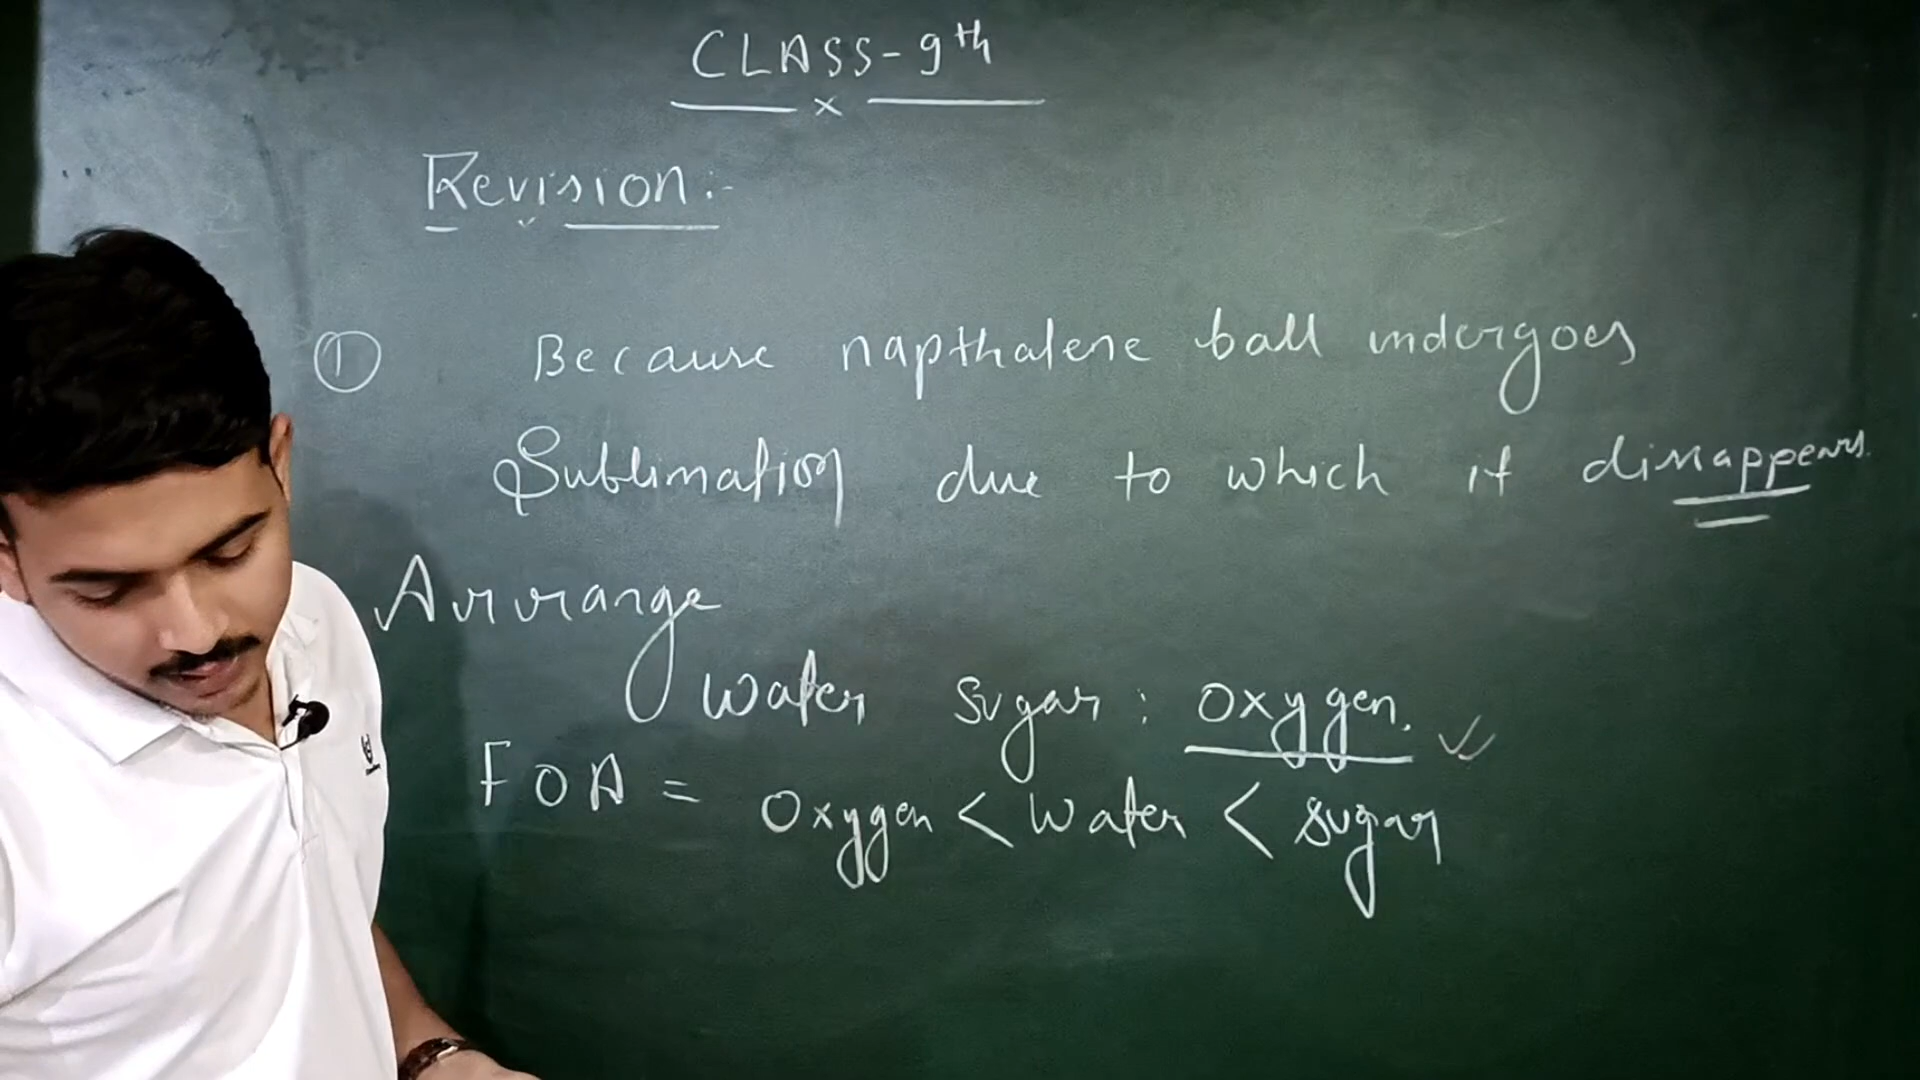 CLASS-9th
Revision:-
① Because napthalene ball undergoes
Sublimation due to which it dissappears.
Arrange
water sugar : oxygen.
FOA = Oxygen < Water < sugar